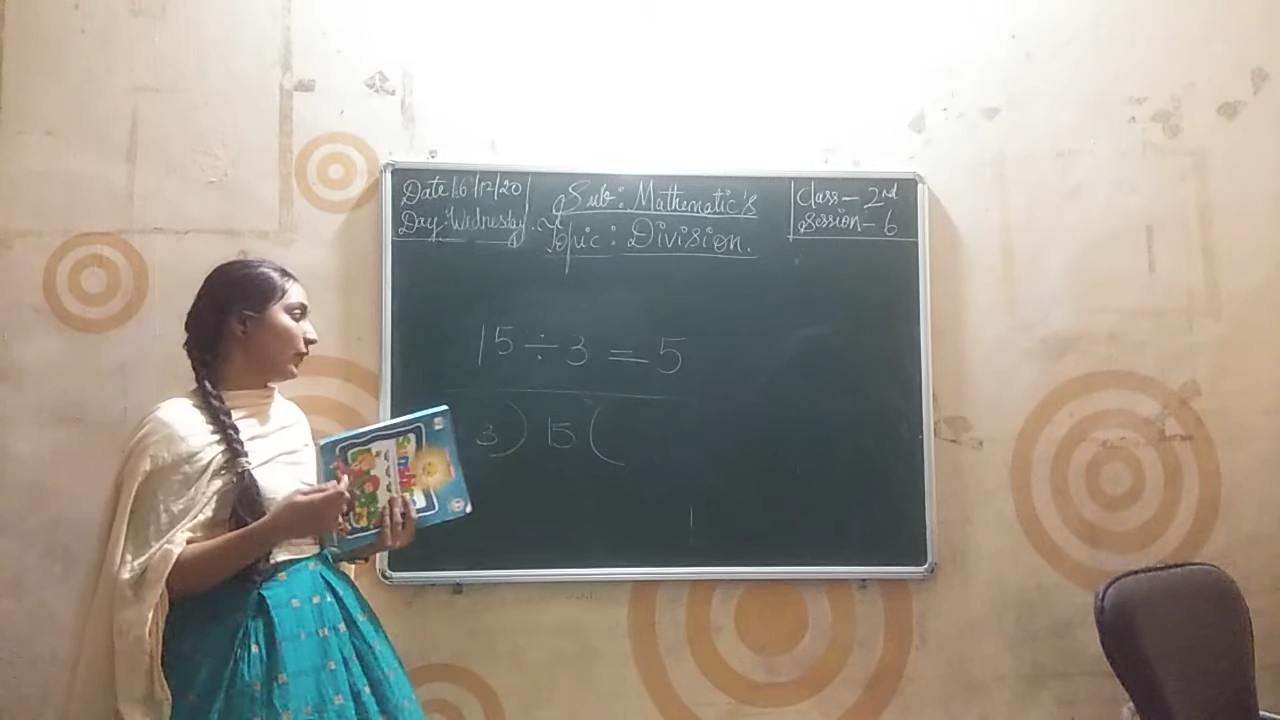 Date 16/12/20
Day: Wednesday.
Sub: Mathematic's
Topic: Division.
Class - 2nd
Session - 6
15 ÷ 3 = 5
3 ) 15 (